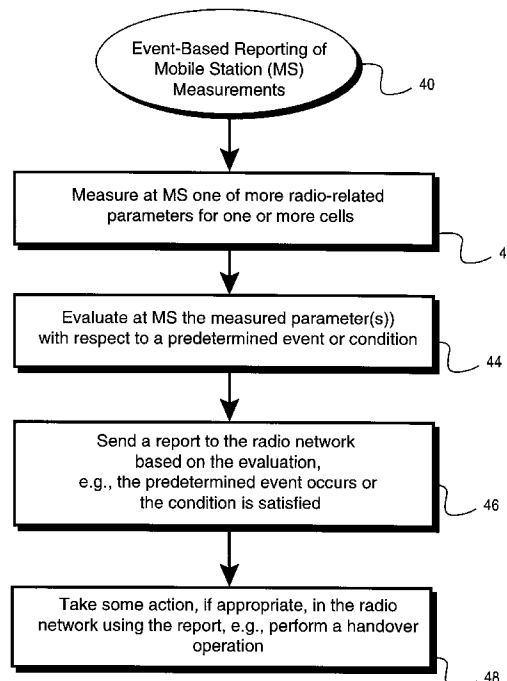 Event-Based Reporting of
Mobile Station (MS)
Measurements
40
Measure at MS one of more radio-related
parameters for one or more cells
4
Evaluate at MS the measured parameter(s))
with respect to a predetermined event or condition
44
Send a report to the radio network
based on the evaluation,
e.g., the predetermined event occurs or
the condition is satisfied
46
Take some action, if appropriate, in the radio
network using the report, e.g., perform a handover
operation
48